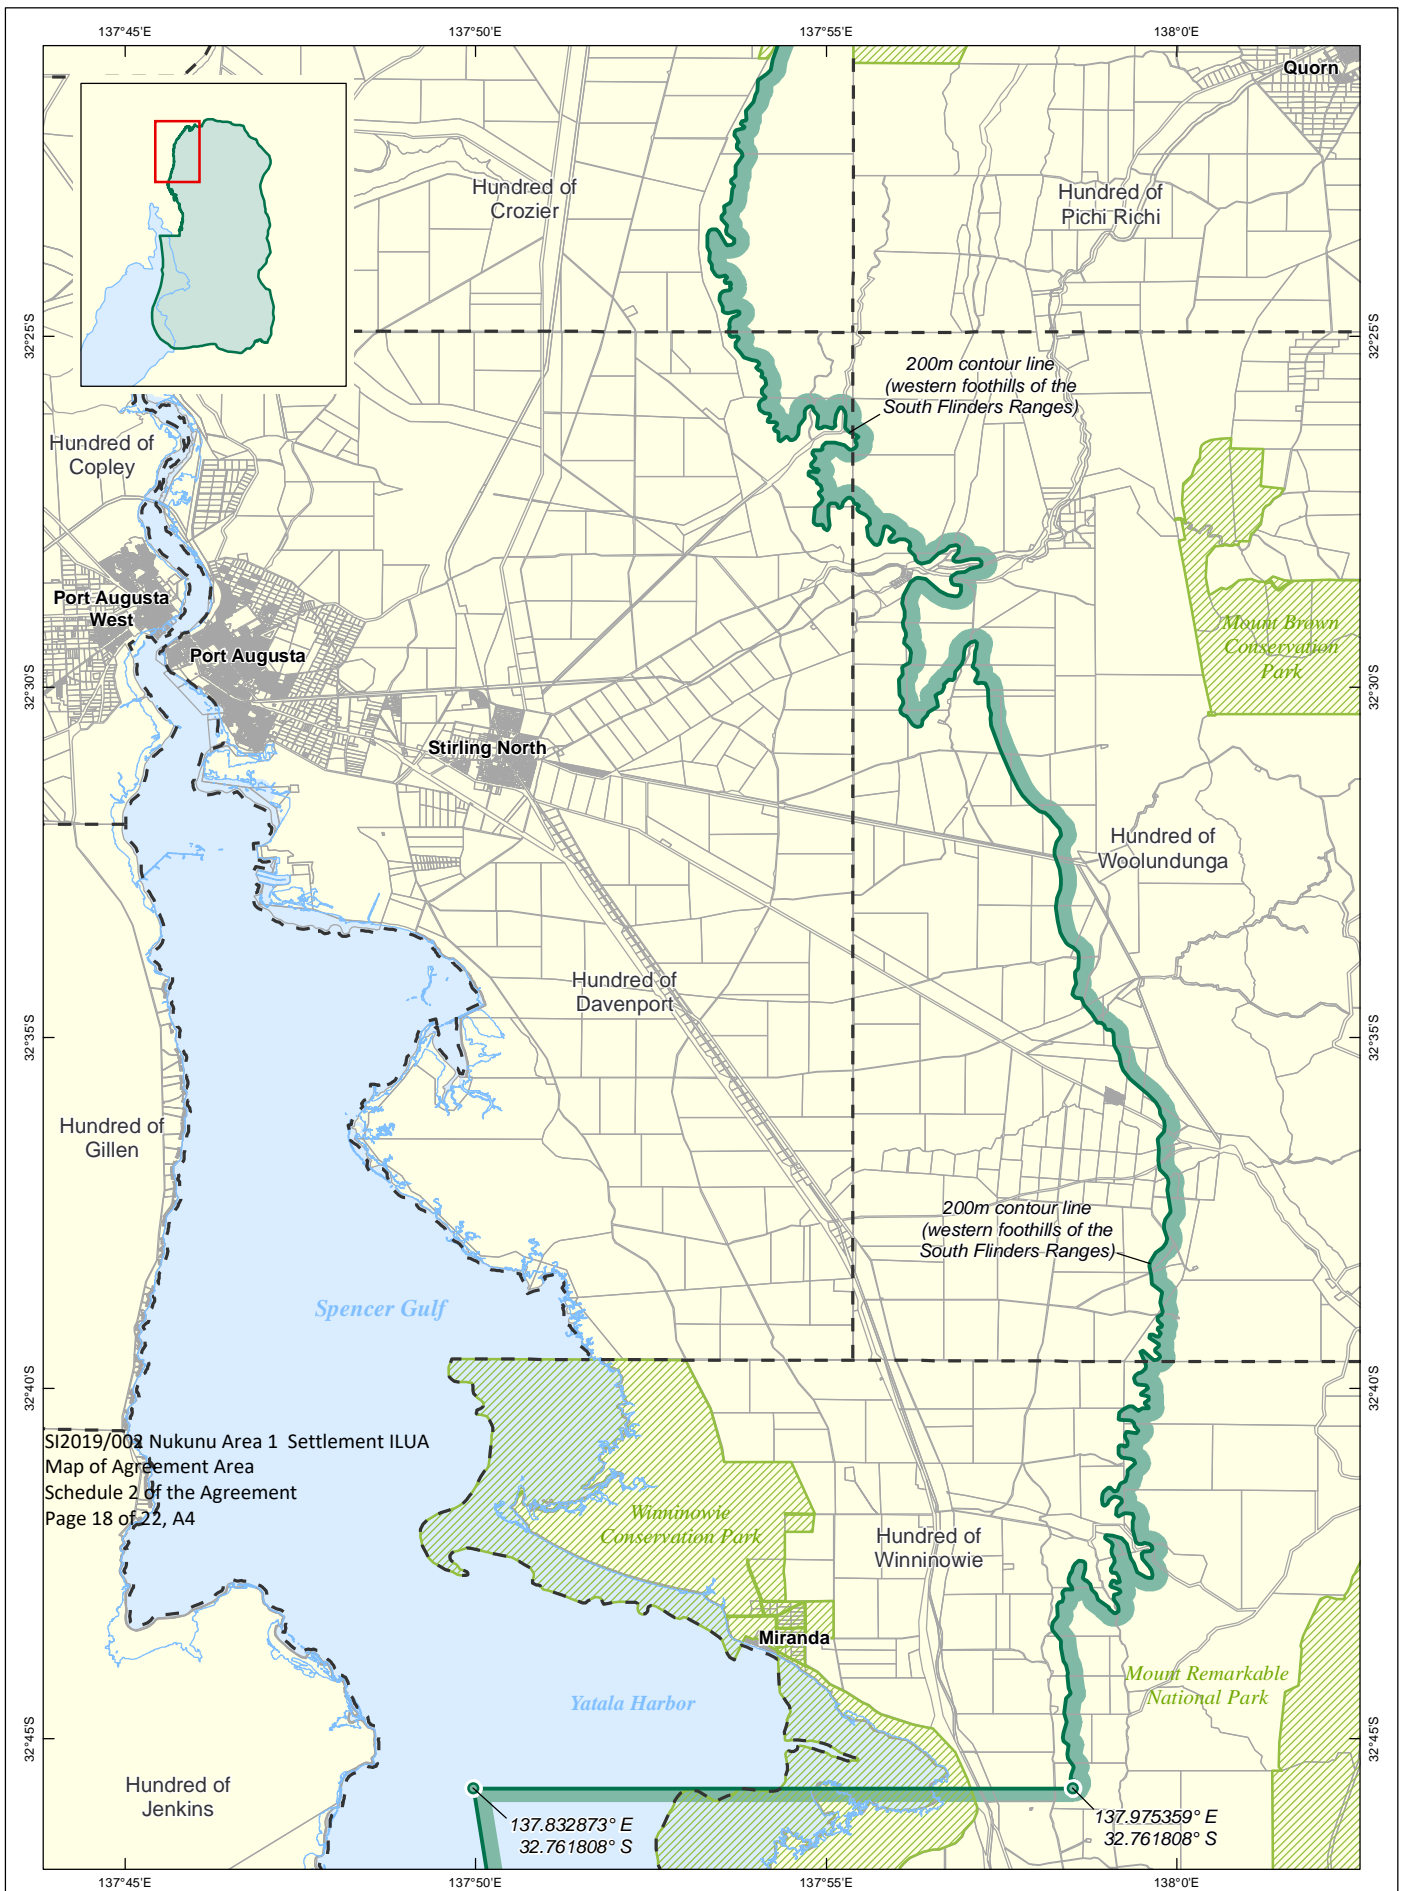 137°45'E
137°50'E
137°55'E
138°0'E
Quorn
Hundred of
Crozier
Hundred of
Pichi Richi
32°25'S
32°25'S
200m contour line
(western foothills of the
South Flinders Ranges)
Hundred of
Copley
Port Augusta
West
Port Augusta
Mount Brown
Conservation
Park
32°30'S
32°30'S
Stirling North
Hundred of
Woolundunga
Hundred of
Davenport
32°35'S
32°35'S
Hundred of
Gillen
200m contour line
(western foothills of the
South Flinders Ranges)
Spencer Gulf
32°40'S
32°40'S
SI2019/002 Nukunu Area 1 Settlement ILUA
Map of Agreement Area
Schedule 2 of the Agreement
Page 18 of 22, A4
Winninowie
Conservation Park
Hundred of
Winninowie
Miranda
Mount Remarkable
National Park
Yatala Harbor
32°45'S
32°45'S
Hundred of
Jenkins
137.832873° E
32.761808° S
137.975359° E
32.761808° S
137°45'E
137°50'E
137°55'E
138°0'E